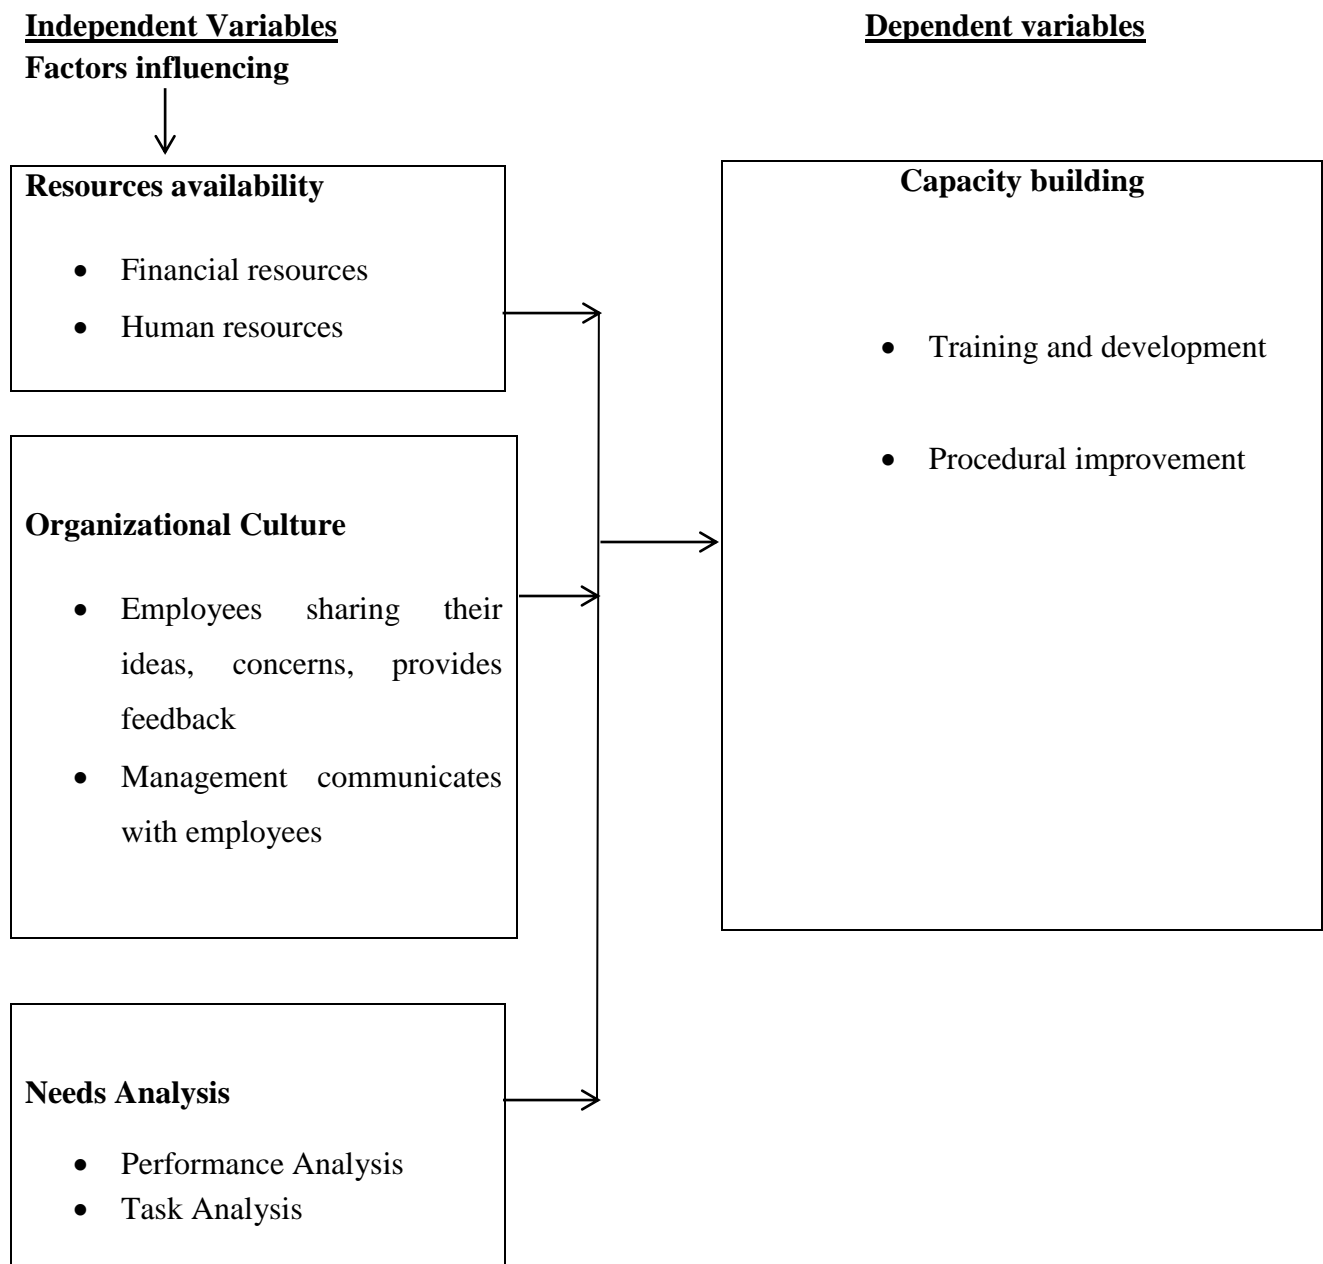 Independent Variables
Dependent variables
Factors influencing
Resources availability
• Financial resources
• Human resources
Organizational Culture
• Employees sharing their
ideas, concerns, provides
feedback
• Management communicates
with employees
Needs Analysis
• Performance Analysis
• Task Analysis
Capacity building
• Training and development
• Procedural improvement